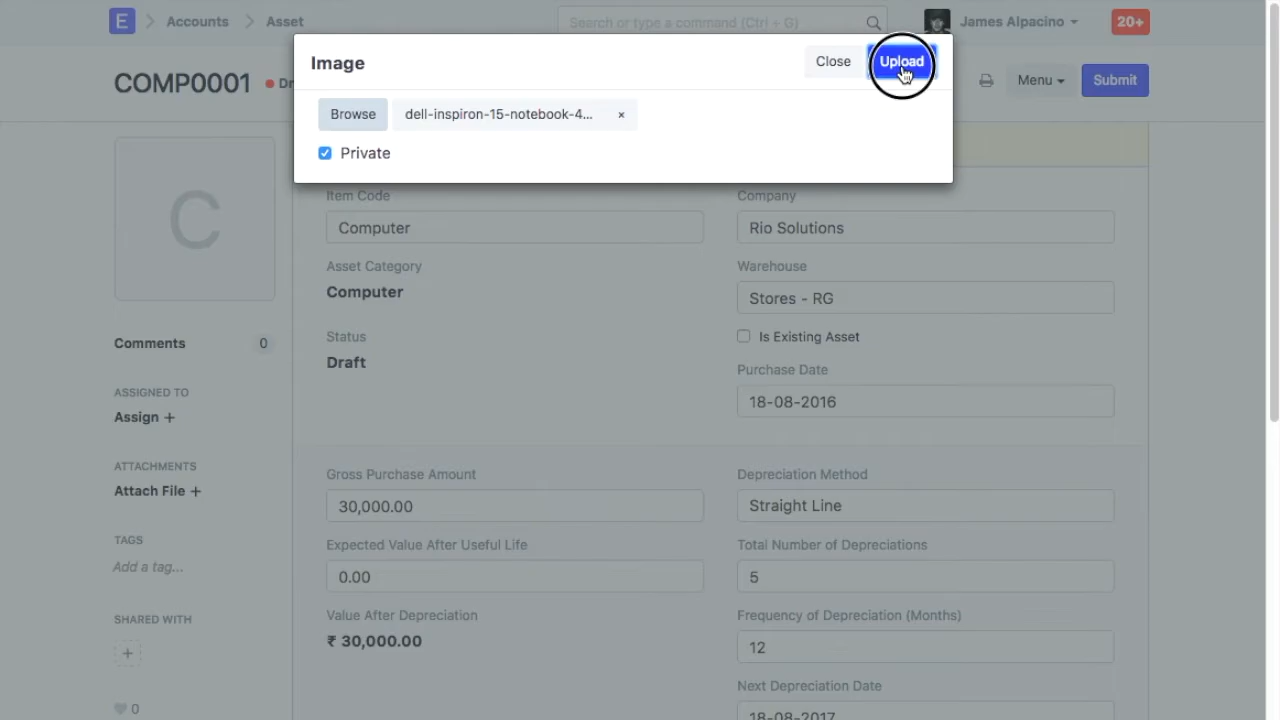 E Accounts Asset Search or type a command (Ctrl + G) James Alpacino 20+
Image Close Upload
COMP0001 Menu Submit
Browse dell-inspiron-15-notebook-4... ×
Private
C
Item Code Company
Computer Rio Solutions
Asset Category Warehouse
Computer Stores - RG
Status Is Existing Asset
Draft
Purchase Date
18-08-2016
Comments 0
ASSIGNED TO
Assign +
ATTACHMENTS
Attach File +
TAGS
Add a tag...
SHARED WITH
+
0
Gross Purchase Amount Depreciation Method
30,000.00 Straight Line
Expected Value After Useful Life Total Number of Depreciations
0.00 5
Value After Depreciation Frequency of Depreciation (Months)
₹ 30,000.00 12
Next Depreciation Date
18-08-2017